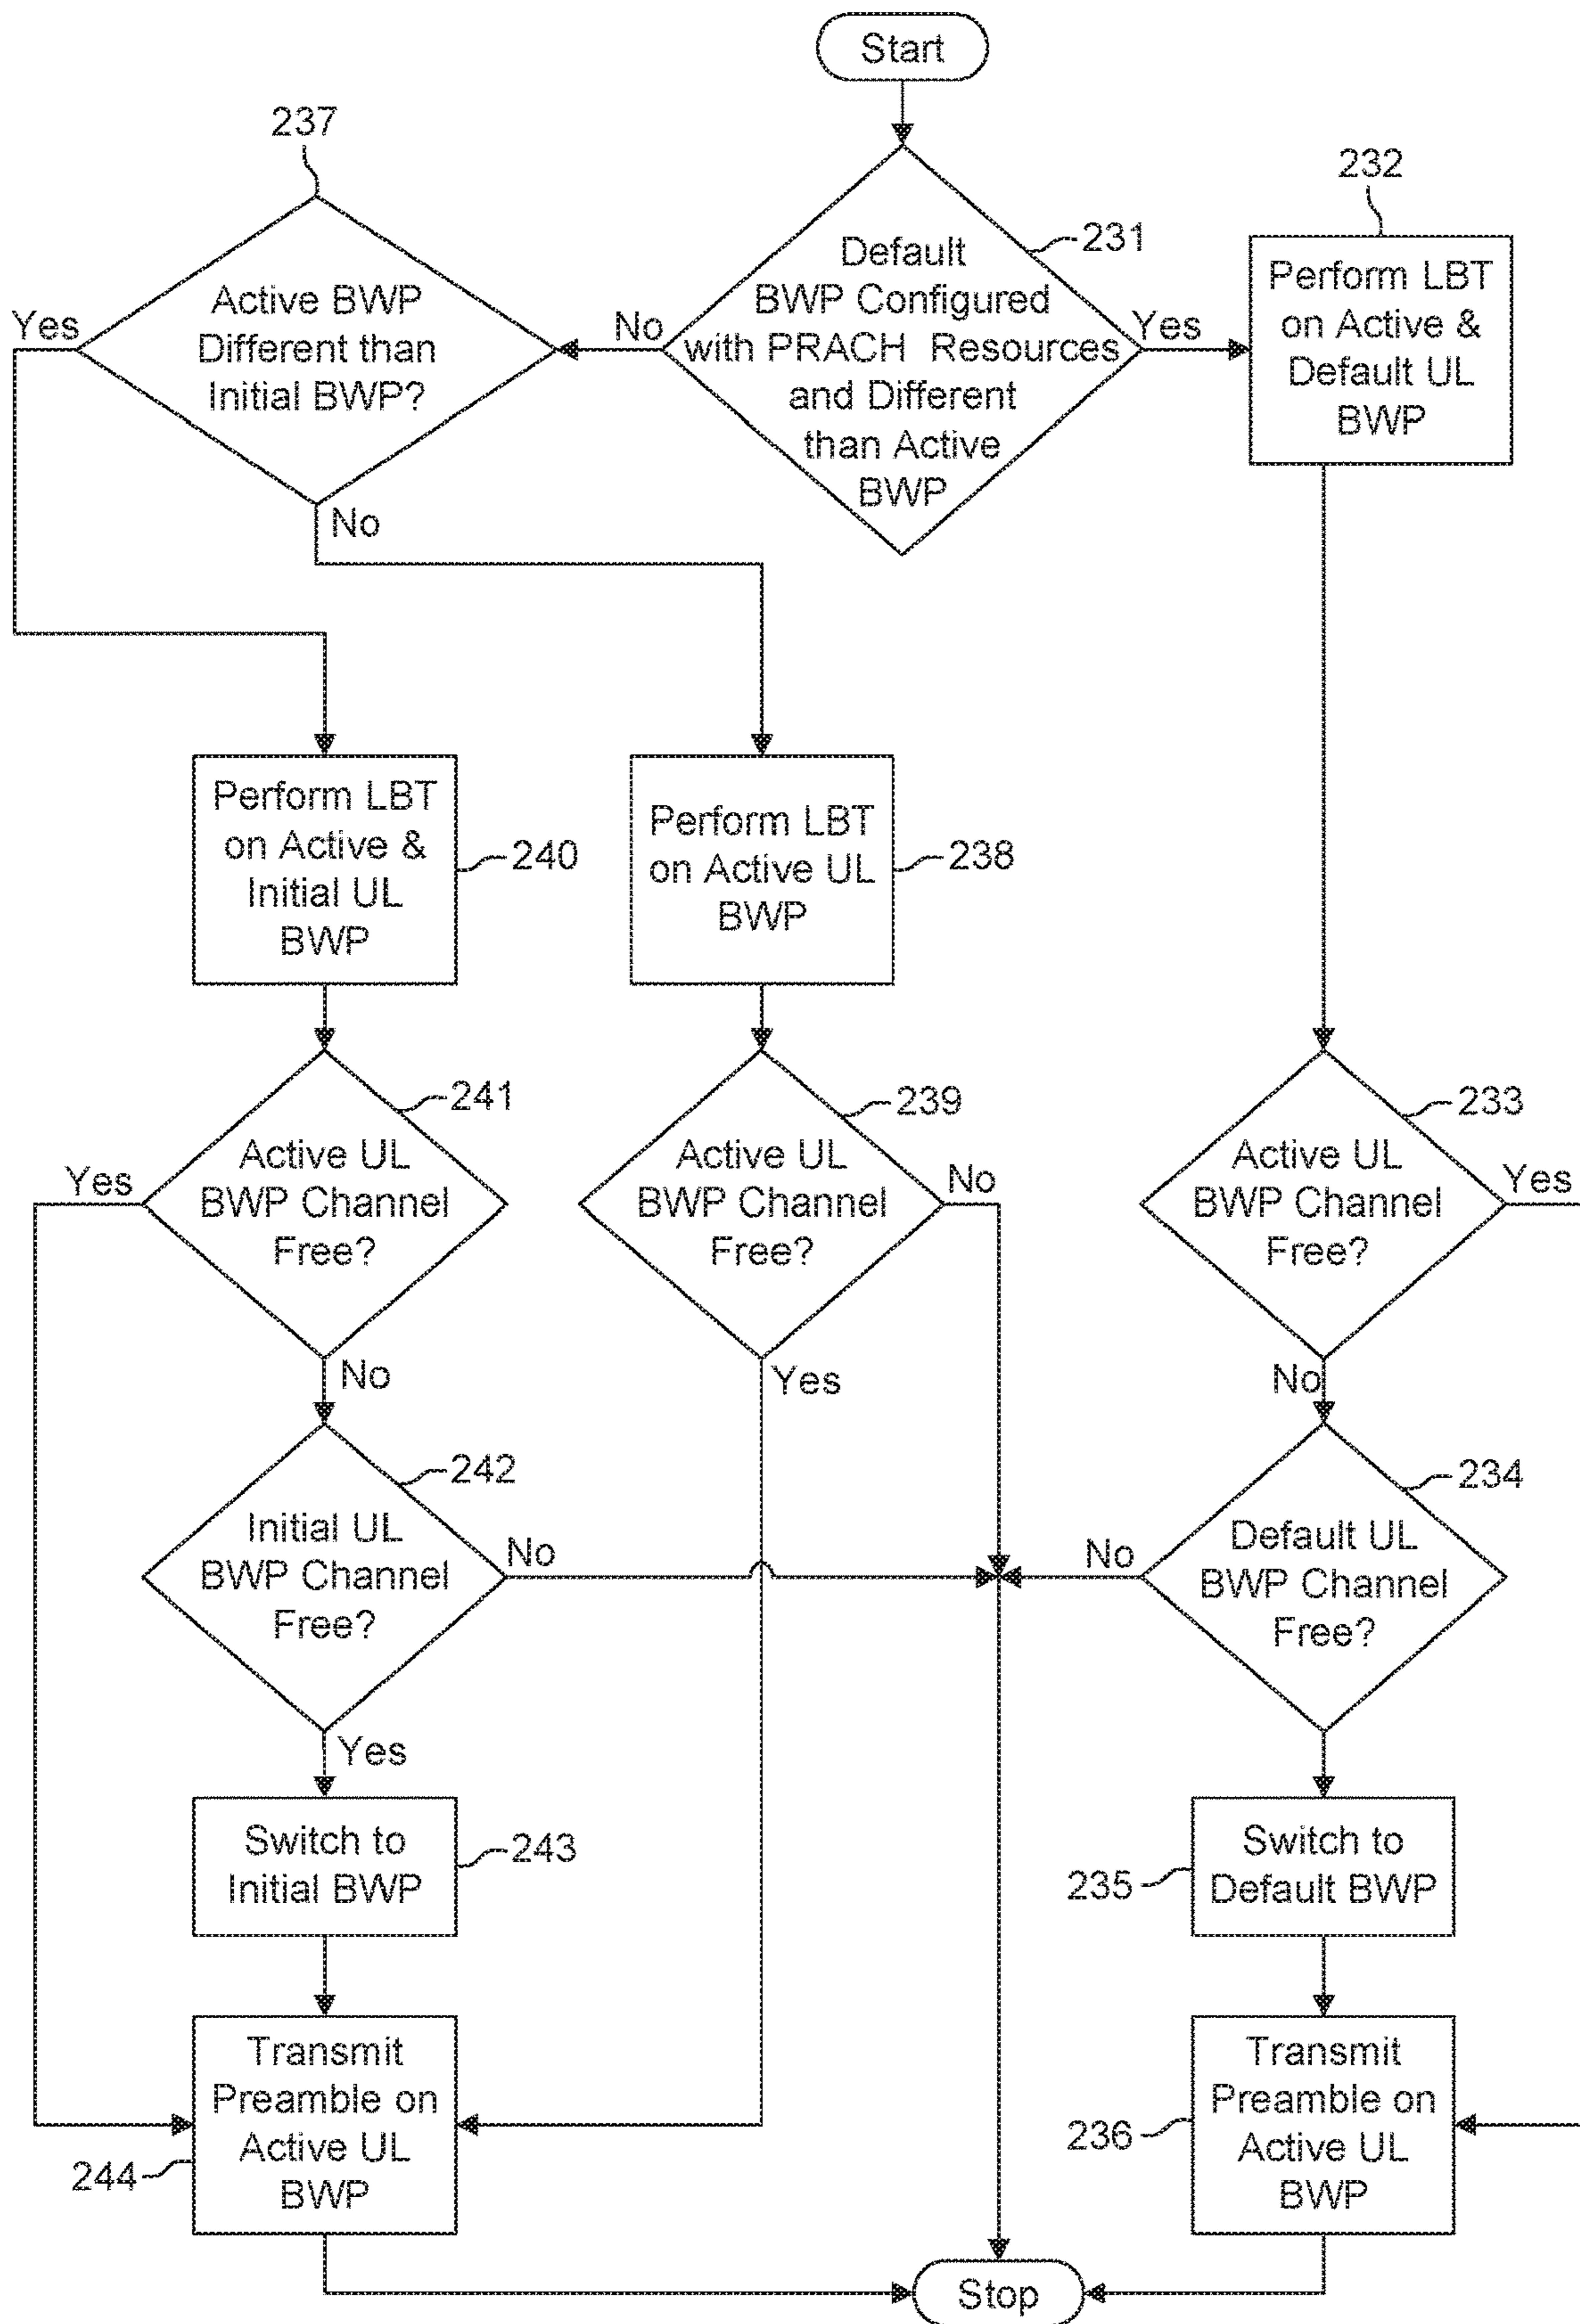 Start
237
232
231
Default
BWP Configured
with PRACH Resources
and Different
than Active
BWP
Active BWP
Different than
Initial BWP?
Perform LBT
on Active &
Default UL
BWP
Yes
No
Yes
No
Perform LBT
on Active &
Initial UL
BWP
240
Perform LBT
on Active UL
BWP
238
241
239
233
Active UL
BWP Channel
Free?
Active UL
BWP Channel
Free?
Active UL
BWP Channel
Free?
Yes
No
Yes
No
Yes
No
242
234
Initial UL
BWP Channel
Free?
No
No
Default UL
BWP Channel
Free?
Yes
Switch to
Initial BWP
243
235
Switch to
Default BWP
Transmit
Preamble on
Active UL
BWP
244
236
Transmit
Preamble on
Active UL
BWP
Stop